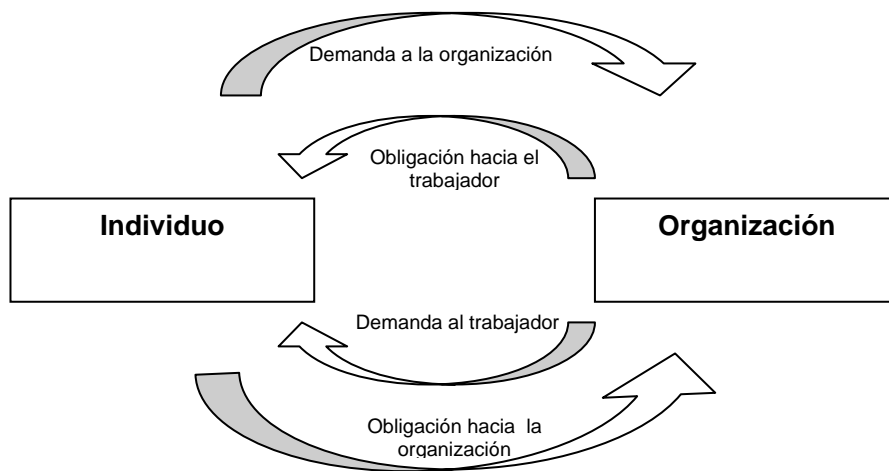 Demanda a la organización
Obligación hacia el
trabajador
Individuo
Organización
Demanda al trabajador
Obligación hacia la
organización